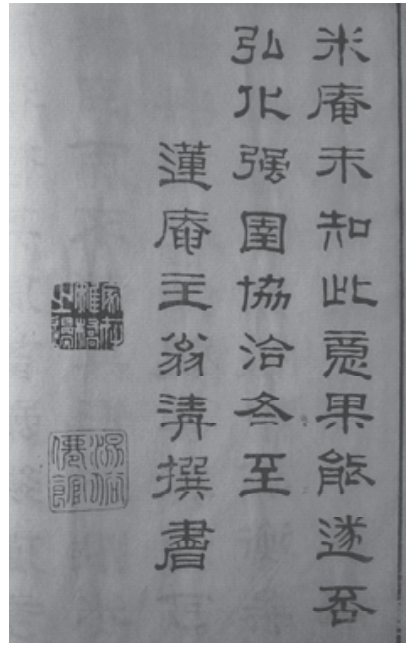 米庵未知此意果能遂否
弘化强圉協洽冬至
蓮庵主翁清撰書